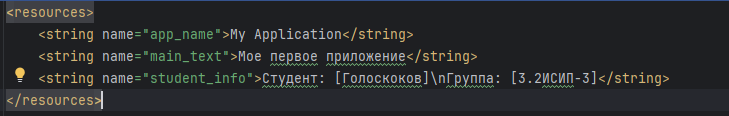 <resources>
<string name="app_name">My Application</string>
<string name="main_text">Мое первое приложение</string>
<string name="student_info">Студент: [Голоскоков]\nГруппа: [3.2ИСИП-3]</string>
</resources>